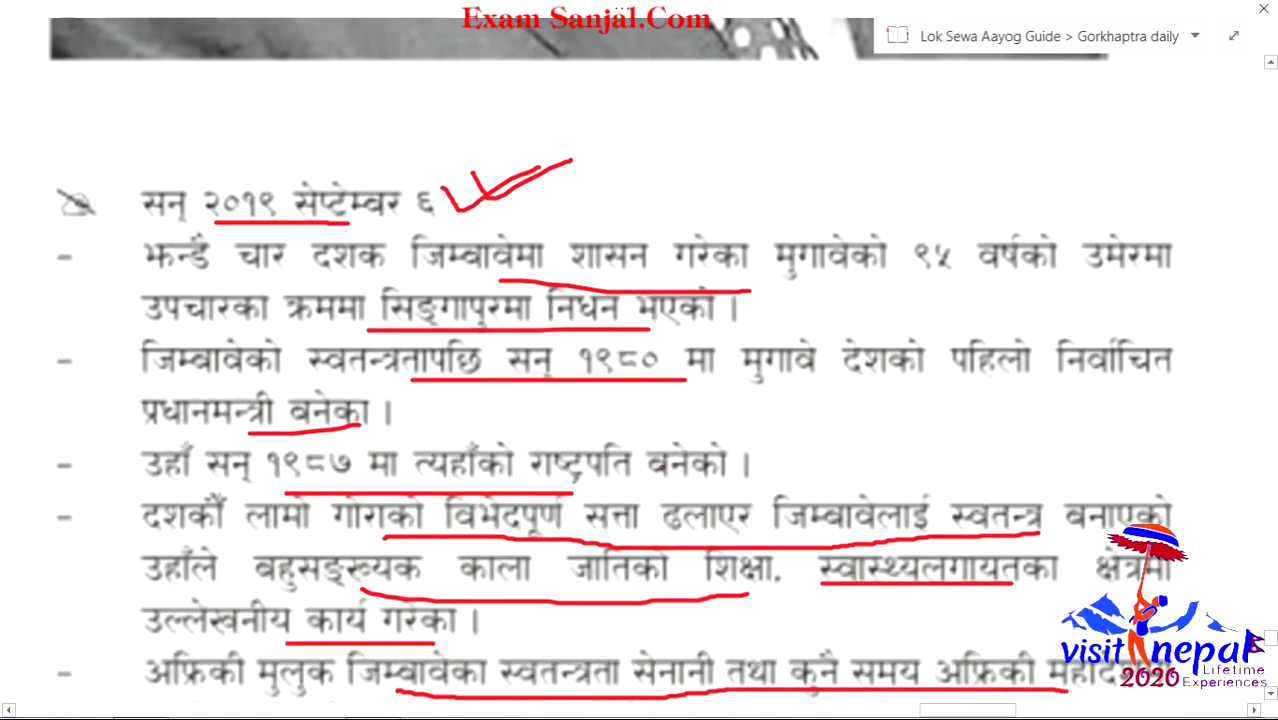 Exam Sanjal.Com
Lok Sewa Aayog Guide > Gorkhaptra daily
सन् २०१९ सेप्टेम्बर ६
- झन्डै चार दशक जिम्बावेमा शासन गरेका मुगावेको ९५ वर्षको उमेरमा
उपचारका क्रममा सिङ्गापुरमा निधन भएको ।
- जिम्बावेको स्वतन्त्रतापछि सन् १९८० मा मुगावे देशको पहिलो निर्वाचित
प्रधानमन्त्री बनेका ।
- उहाँ सन् १९८७ मा त्यहाँको राष्ट्रपति बनेको ।
- दशकौँ लामो गोराको विभेदपूर्ण सत्ता ढलाएर जिम्बावेलाई स्वतन्त्र बनाएको
उहाँले बहुसङ्ख्यक काला जातिको शिक्षा, स्वास्थ्यलगायतका क्षेत्रमा
उल्लेखनीय कार्य गरेका ।
- अफ्रिकी मुलुक जिम्बावेका स्वतन्त्रता सेनानी तथा कुनै समय अफ्रिकी
visit nepal
2020 Lifetime Experiences